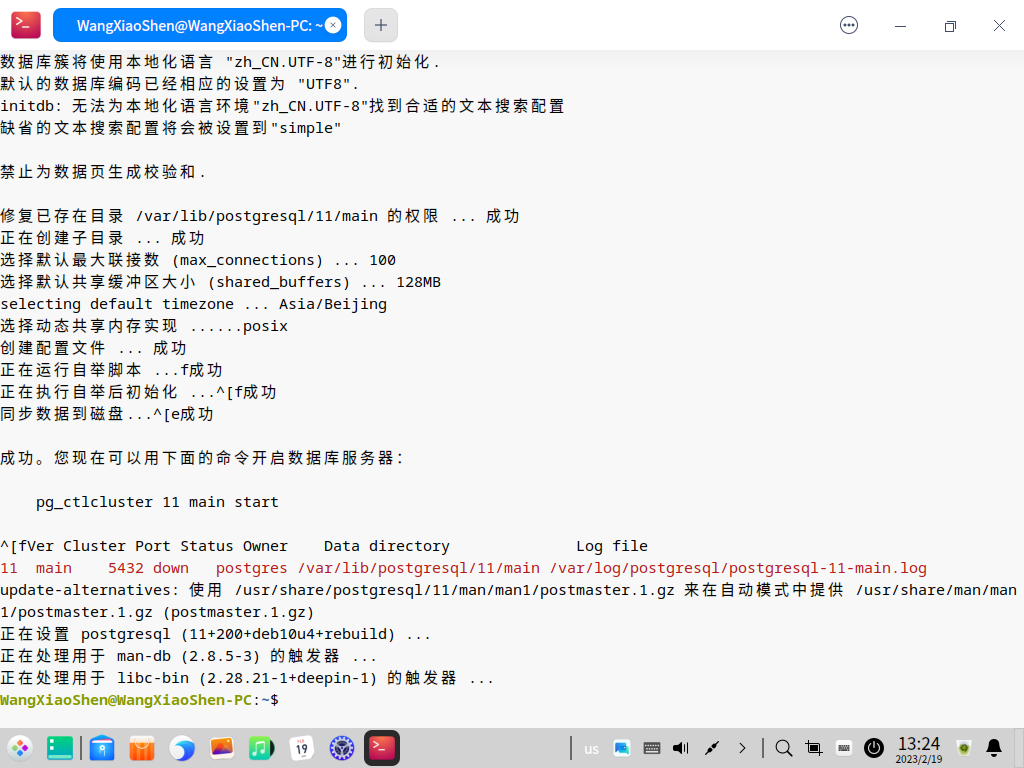 WangXiaoShen@WangXiaoShen-PC: ~
数据库簇将使用本地化语言 "zh_CN.UTF-8"进行初始化.
默认的数据库编码已经相应的设置为 "UTF8".
initdb: 无法为本地化语言环境"zh_CN.UTF-8"找到合适的文本搜索配置
缺省的文本搜索配置将会被设置到"simple"
禁止为数据页生成校验和.
修复已存在目录 /var/lib/postgresql/11/main 的权限 ... 成功
正在创建子目录 ... 成功
选择默认最大联接数 (max_connections) ... 100
选择默认共享缓冲区大小 (shared_buffers) ... 128MB
selecting default timezone ... Asia/Beijing
选择动态共享内存实现 ......posix
创建配置文件 ... 成功
正在运行自举脚本 ...f成功
正在执行自举后初始化 ...^[f成功
同步数据到磁盘...^[e成功
成功。您现在可以用下面的命令开启数据库服务器：
pg_ctlcluster 11 main start
^[fVer Cluster Port Status Owner    Data directory              Log file
11  main    5432 down   postgres /var/lib/postgresql/11/main /var/log/postgresql/postgresql-11-main.log
update-alternatives: 使用 /usr/share/postgresql/11/man/man1/postmaster.1.gz 来在自动模式中提供 /usr/share/man/man
1/postmaster.1.gz (postmaster.1.gz)
正在设置 postgresql (11+200+deb10u4+rebuild) ...
正在处理用于 man-db (2.8.5-3) 的触发器 ...
正在处理用于 libc-bin (2.28.21-1+deepin-1) 的触发器 ...
WangXiaoShen@WangXiaoShen-PC:~$
19
us
13:24
2023/2/19